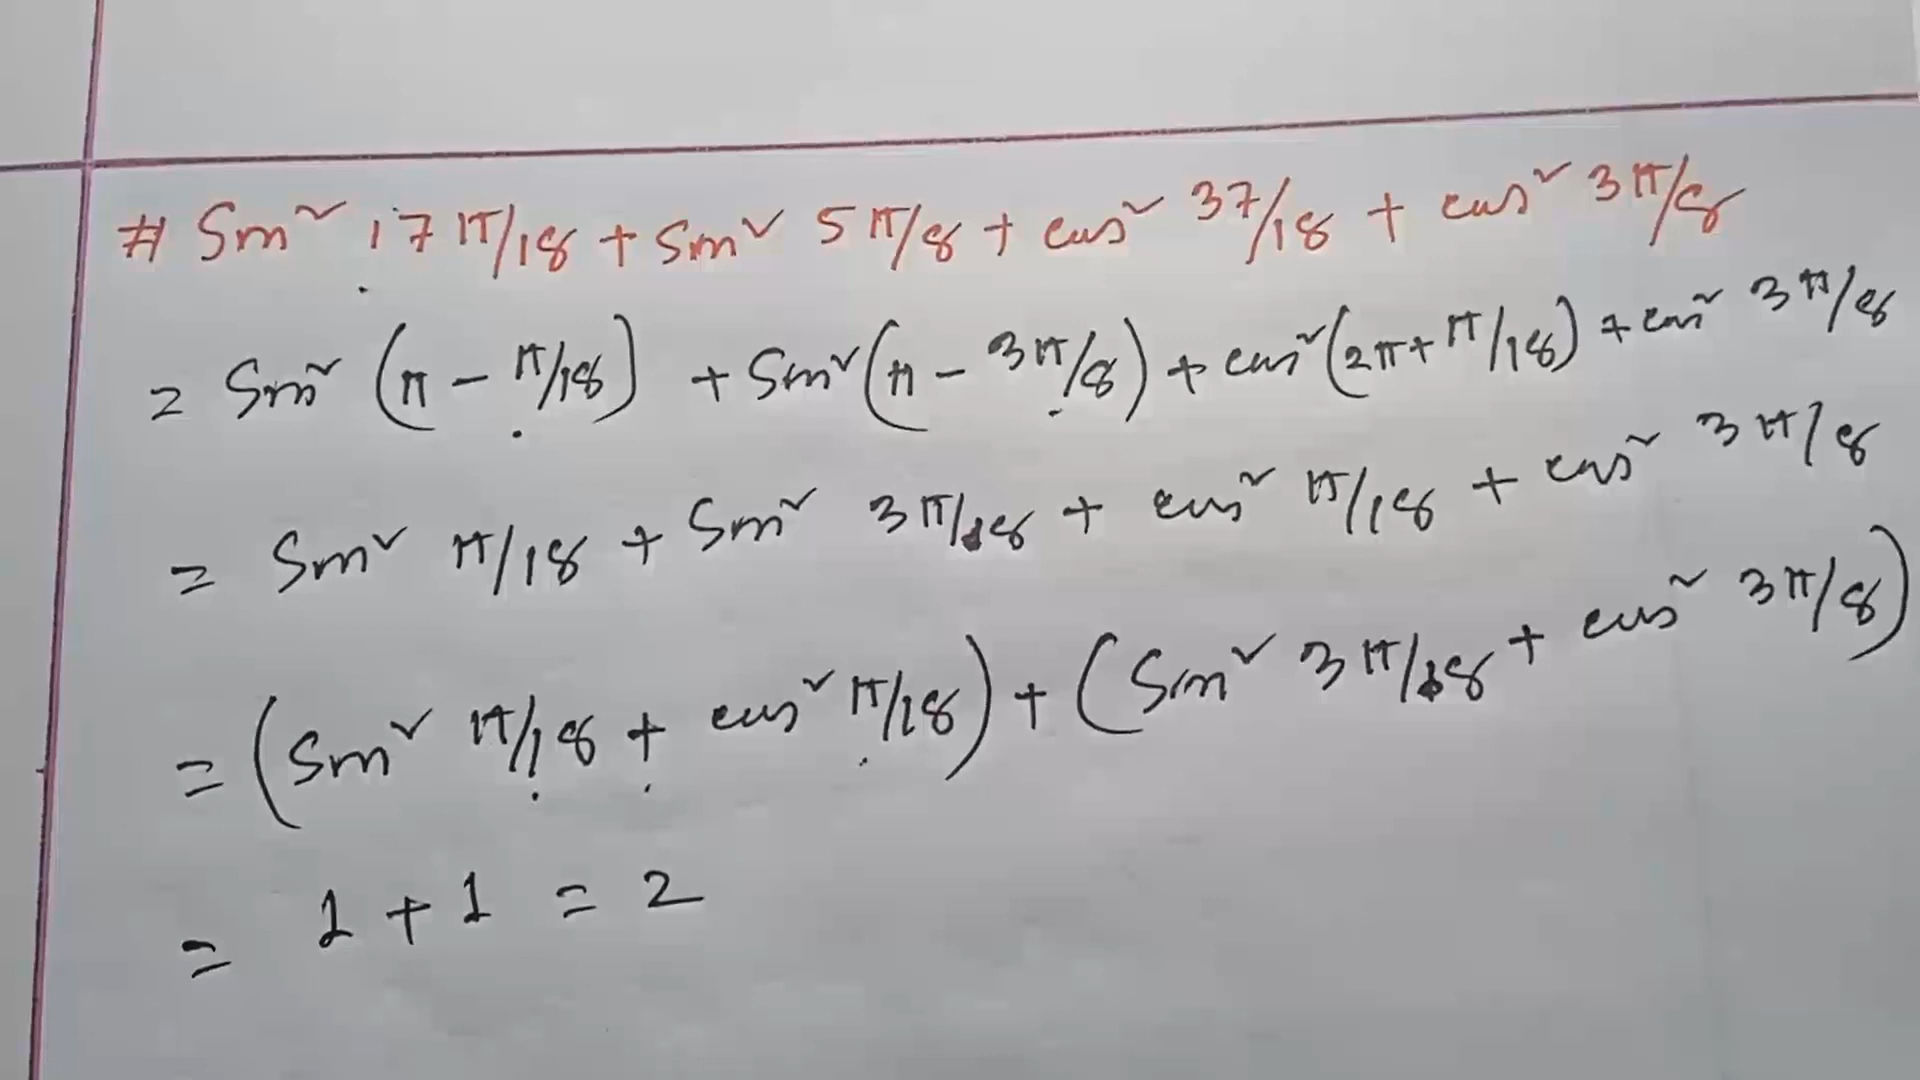 # Sin² 17π/18 + Sin² 5π/8 + cos² 37/18 + cos² 3π/8
= Sin² (π - π/18) + Sin² (π - 3π/8) + cos² (2π + π/18) + cos² 3π/8
= Sin² π/18 + Sin² 3π/8 + cos² π/18 + cos² 3π/8
= (Sin² π/18 + cos² π/18) + (Sin² 3π/8 + cos² 3π/8)
= 1 + 1 = 2